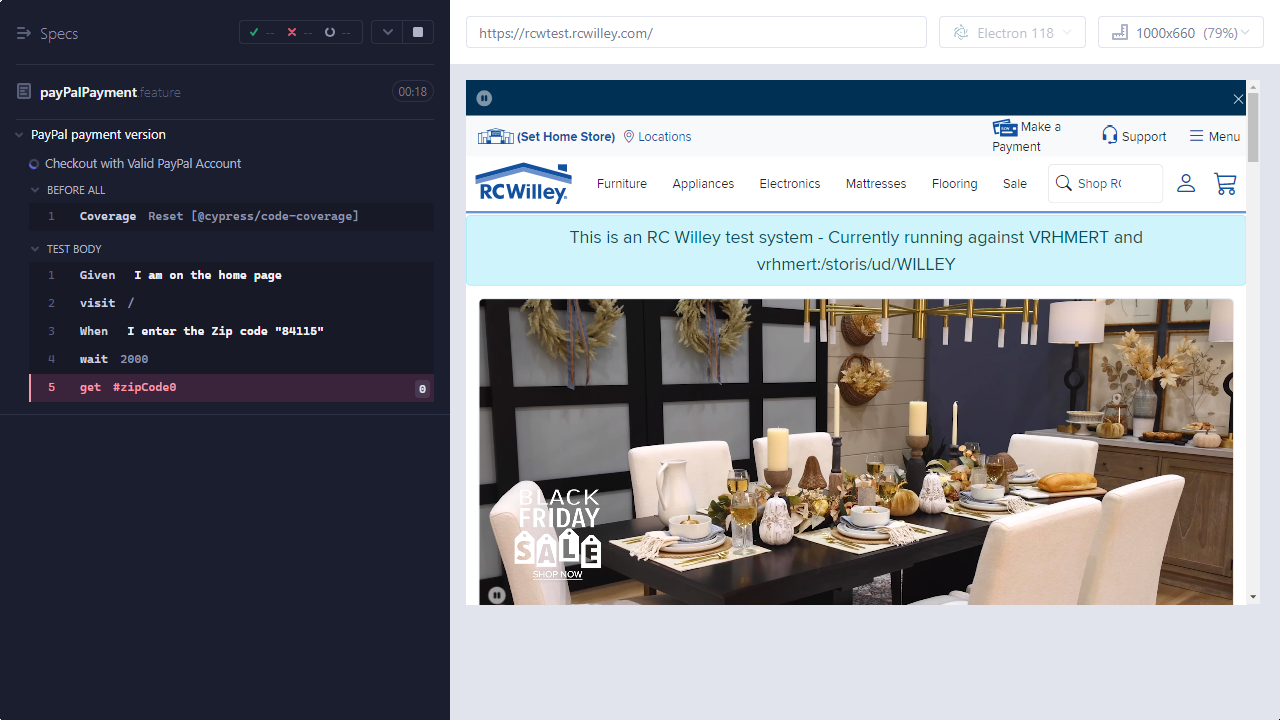 Specs
-- -- --
payPalPayment feature
00:18
PayPal payment version
Checkout with Valid PayPal Account
BEFORE ALL
1 Coverage Reset [@cypress/code-coverage]
TEST BODY
1 Given I am on the home page
2 visit /
3 When I enter the Zip code "84115"
4 wait 2000
5 get #zipCode0 0
https://rcwtest.rcwilley.com/
Electron 118
1000x660 (79%)
(Set Home Store) Locations
Make a
Payment
Support
Menu
RCWilley
Furniture Appliances Electronics Mattresses Flooring Sale
Shop RC
This is an RC Willey test system - Currently running against VRHMERT and
vrhmert:/storis/ud/WILLEY
BLACK
FRIDAY
SALE
SHOP NOW